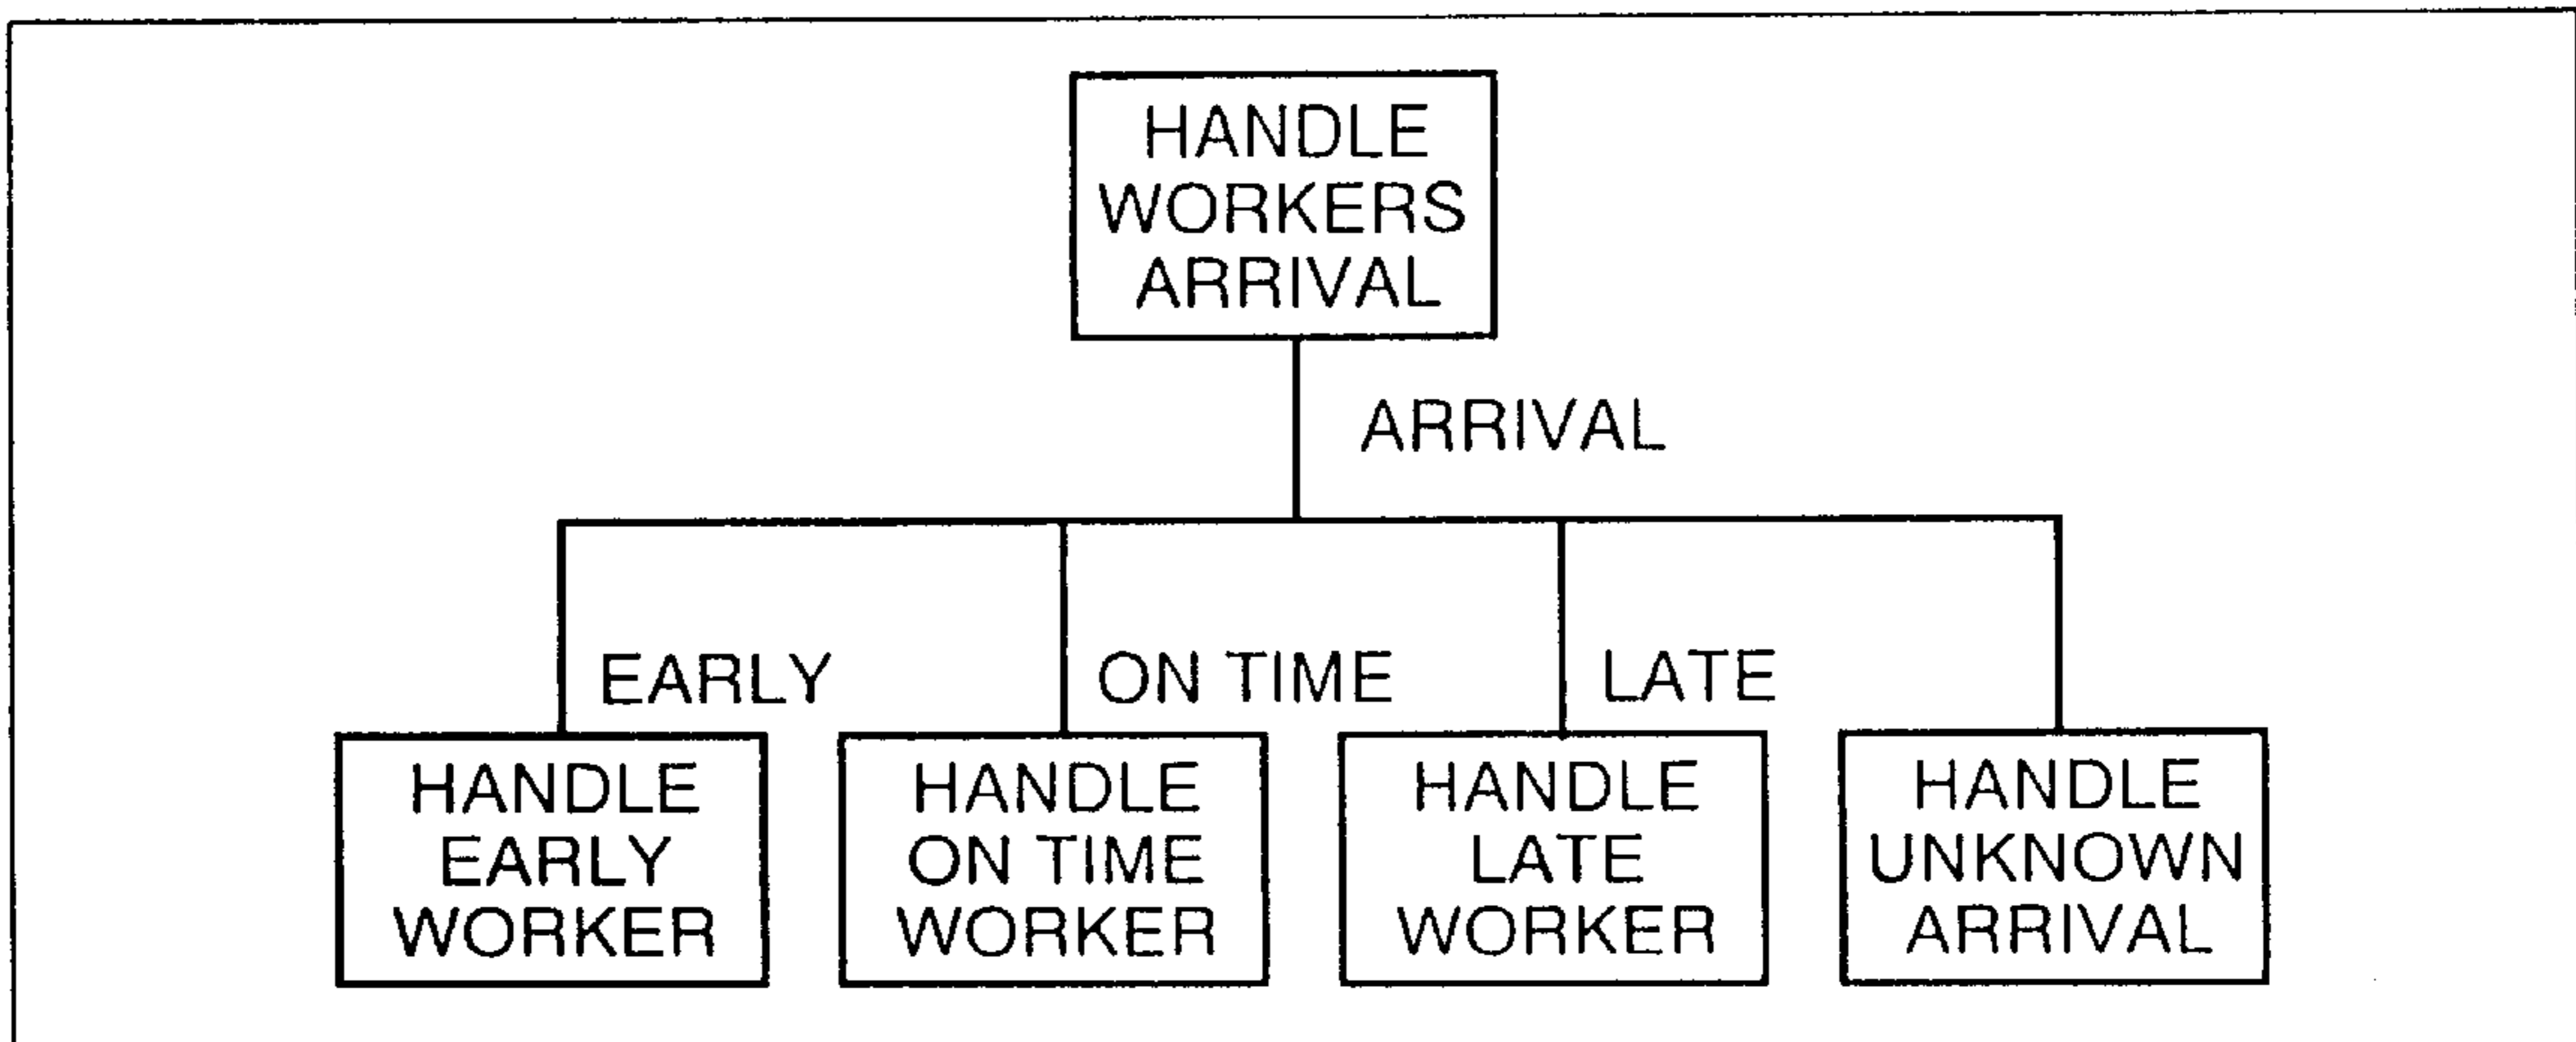 HANDLE
WORKERS
ARRIVAL
ARRIVAL
EARLY
ON TIME
LATE
HANDLE
EARLY
WORKER
HANDLE
ON TIME
WORKER
HANDLE
LATE
WORKER
HANDLE
UNKNOWN
ARRIVAL